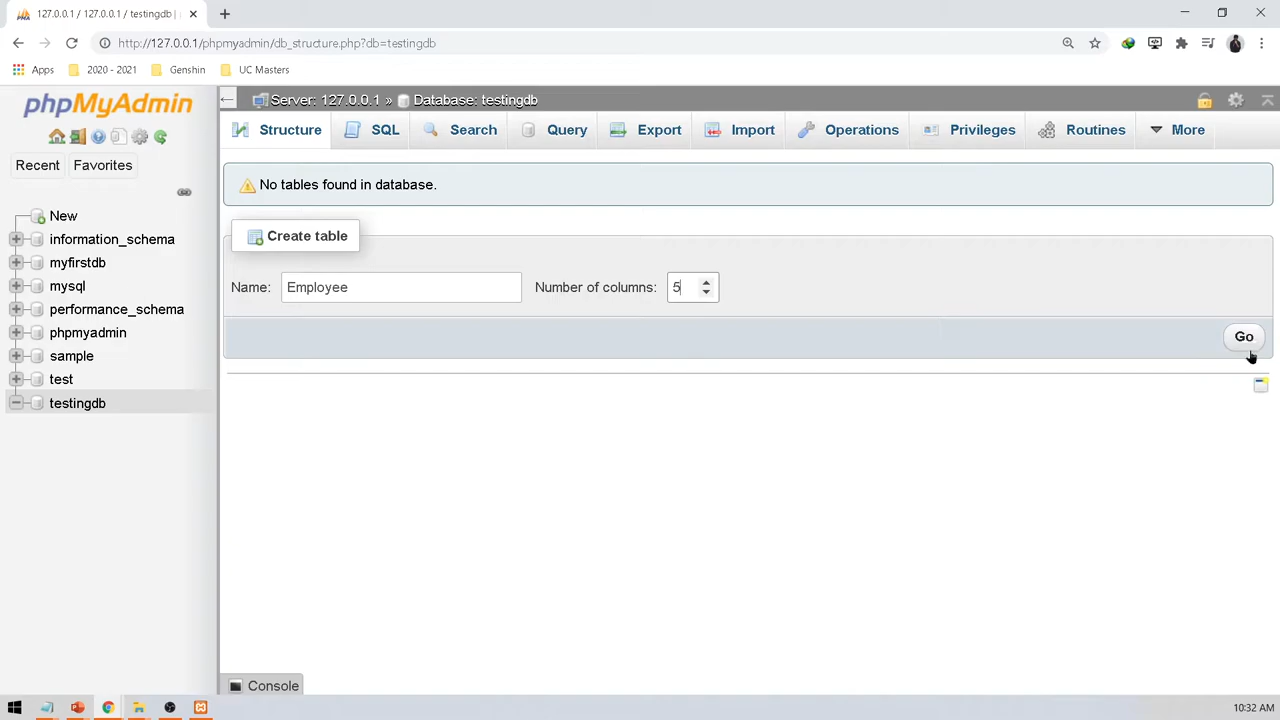 127.0.0.1 / 127.0.0.1 / testingdb |
http://127.0.0.1/phpmyadmin/db_structure.php?db=testingdb
Apps 2020 - 2021 Genshin UC Masters
phpMyAdmin
Recent Favorites
New
information_schema
myfirstdb
mysql
performance_schema
phpmyadmin
sample
test
testingdb
Server: 127.0.0.1 » Database: testingdb
Structure SQL Search Query Export Import Operations Privileges Routines More
No tables found in database.
Create table
Name: Employee Number of columns: 5
Go
Console
10:32 AM